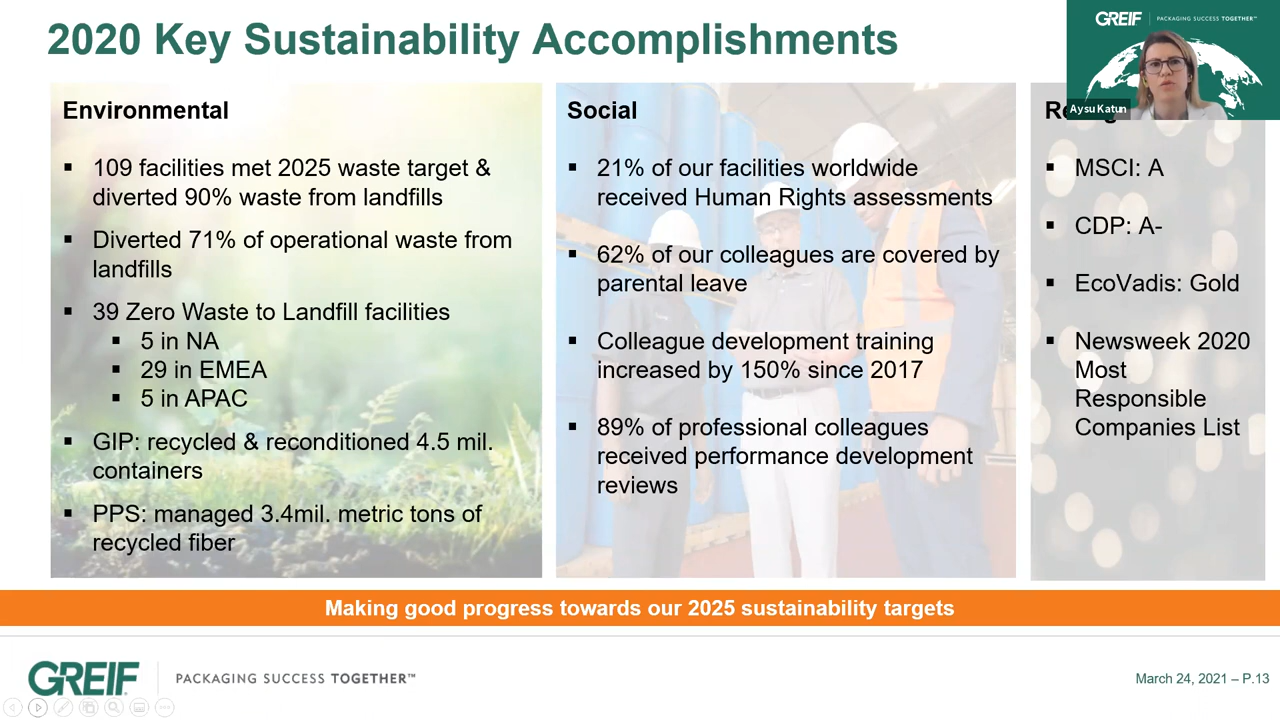 2020 Key Sustainability Accomplishments
GREIF PACKAGING SUCCESS TOGETHER™
Aysu Katun
Environmental
109 facilities met 2025 waste target &
diverted 90% waste from landfills
Diverted 71% of operational waste from
landfills
39 Zero Waste to Landfill facilities
5 in NA
29 in EMEA
5 in APAC
GIP: recycled & reconditioned 4.5 mil.
containers
PPS: managed 3.4mil. metric tons of
recycled fiber
Social
21% of our facilities worldwide
received Human Rights assessments
62% of our colleagues are covered by
parental leave
Colleague development training
increased by 150% since 2017
89% of professional colleagues
received performance development
reviews
MSCI: A
CDP: A-
EcoVadis: Gold
Newsweek 2020
Most
Responsible
Companies List
Making good progress towards our 2025 sustainability targets
GREIF PACKAGING SUCCESS TOGETHER™
March 24, 2021 – P.13